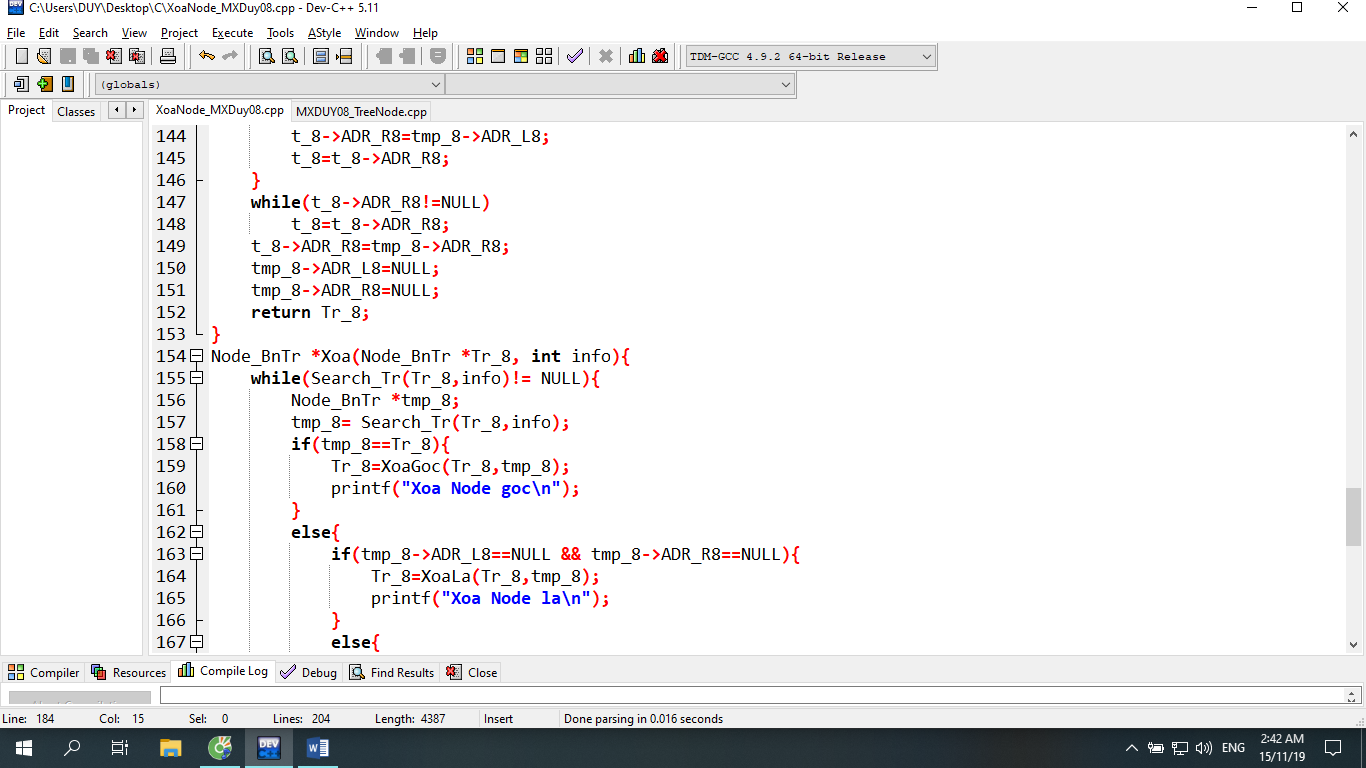 C:\Users\DUY\Desktop\C\XoaNode_MXDuy08.cpp - Dev-C++ 5.11
File Edit Search View Project Execute Tools AStyle Window Help
TDM-GCC 4.9.2 64-bit Release
(globals)
Project Classes XoaNode_MXDuy08.cpp MXDUY08_TreeNode.cpp
144 t_8->ADR_R8=tmp_8->ADR_L8;
145 t_8=t_8->ADR_R8;
146 }
147 while(t_8->ADR_R8!=NULL)
148 t_8=t_8->ADR_R8;
149 t_8->ADR_R8=tmp_8->ADR_R8;
150 tmp_8->ADR_L8=NULL;
151 tmp_8->ADR_R8=NULL;
152 return Tr_8;
153 }
154 Node_BnTr *Xoa(Node_BnTr *Tr_8, int info){
155 while(Search_Tr(Tr_8,info)!= NULL){
156 Node_BnTr *tmp_8;
157 tmp_8= Search_Tr(Tr_8,info);
158 if(tmp_8==Tr_8){
159 Tr_8=XoaGoc(Tr_8,tmp_8);
160 printf("Xoa Node goc\n");
161 }
162 else{
163 if(tmp_8->ADR_L8==NULL && tmp_8->ADR_R8==NULL){
164 Tr_8=XoaLa(Tr_8,tmp_8);
165 printf("Xoa Node la\n");
166 }
167 else{
Compiler Resources Compile Log Debug Find Results Close
Line: 184 Col: 15 Sel: 0 Lines: 204 Length: 4387 Insert Done parsing in 0.016 seconds
DEV
ENG
2:42 AM
15/11/19